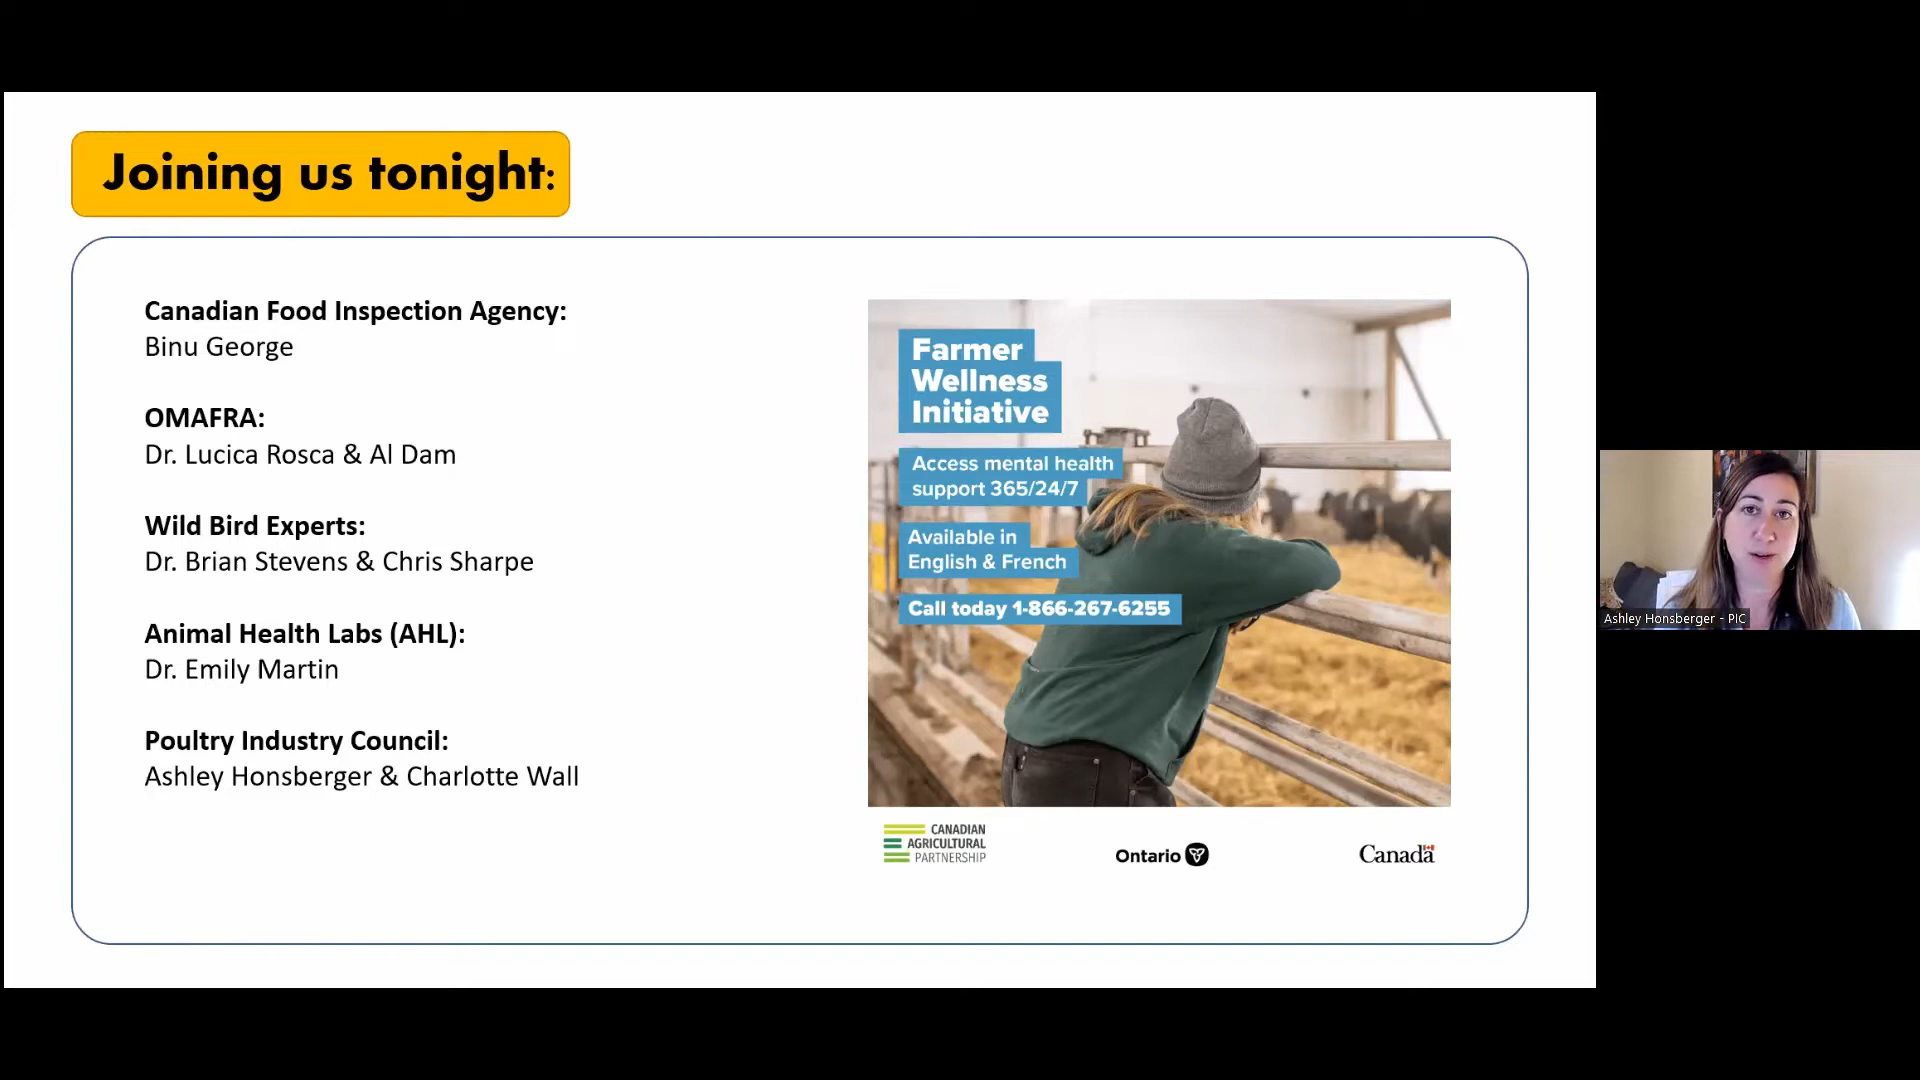 Joining us tonight:
Canadian Food Inspection Agency:
Binu George
OMAFRA:
Dr. Lucica Rosca & Al Dam
Wild Bird Experts:
Dr. Brian Stevens & Chris Sharpe
Animal Health Labs (AHL):
Dr. Emily Martin
Poultry Industry Council:
Ashley Honsberger & Charlotte Wall
Farmer
Wellness
Initiative
Access mental health
support 365/24/7
Available in
English & French
Call today 1-866-267-6255
CANADIAN
AGRICULTURAL
PARTNERSHIP
Ontario
Canada
Ashley Honsberger - PIC